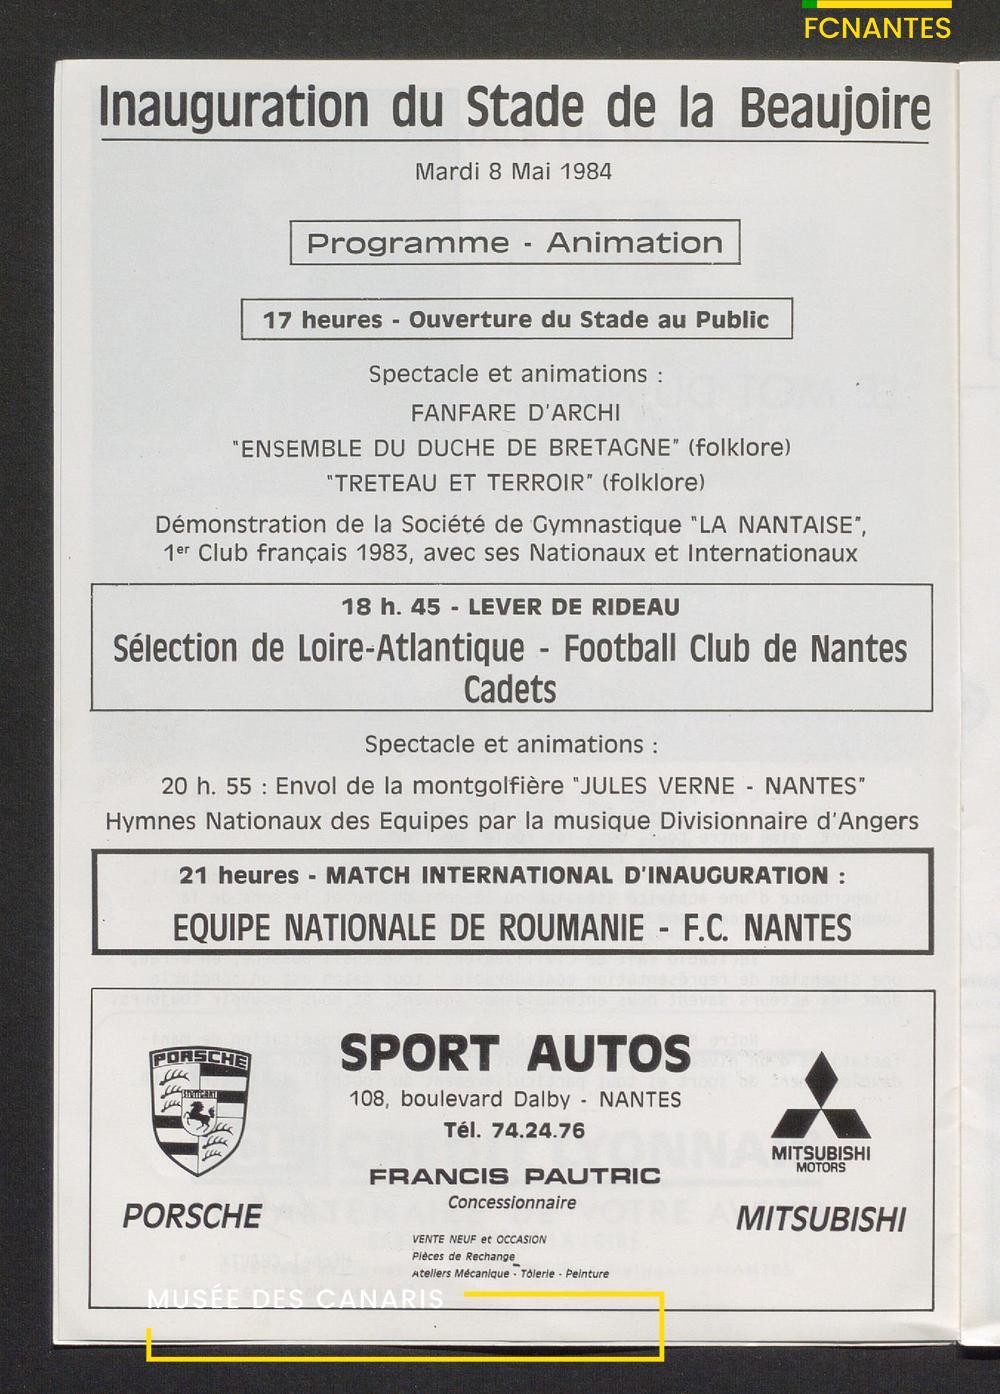 FCNANTES
Inauguration du Stade de la Beaujoire
Mardi 8 Mai 1984
Programme - Animation
17 heures - Ouverture du Stade au Public
Spectacle et animations :
FANFARE D'ARCHI
"ENSEMBLE DU DUCHE DE BRETAGNE" (folklore)
"TRETEAU ET TERROIR" (folklore)
Démonstration de la Société de Gymnastique "LA NANTAISE",
1er Club français 1983, avec ses Nationaux et Internationaux
18 h. 45 - LEVER DE RIDEAU
Sélection de Loire-Atlantique - Football Club de Nantes
Cadets
Spectacle et animations :
20 h. 55 : Envol de la montgolfière "JULES VERNE - NANTES"
Hymnes Nationaux des Equipes par la musique Divisionnaire d'Angers
21 heures - MATCH INTERNATIONAL D'INAUGURATION :
EQUIPE NATIONALE DE ROUMANIE - F.C. NANTES
SPORT AUTOS
108, boulevard Dalby - NANTES
Tél. 74.24.76
FRANCIS PAUTRIC
Concessionnaire
VENTE NEUF et OCCASION
Pièces de Rechange
Ateliers Mécanique - Tôlerie - Peinture
PORSCHE
STUTTGART
PORSCHE
MITSUBISHI
MOTORS
MITSUBISHI
MUSÉE DES CANARIS